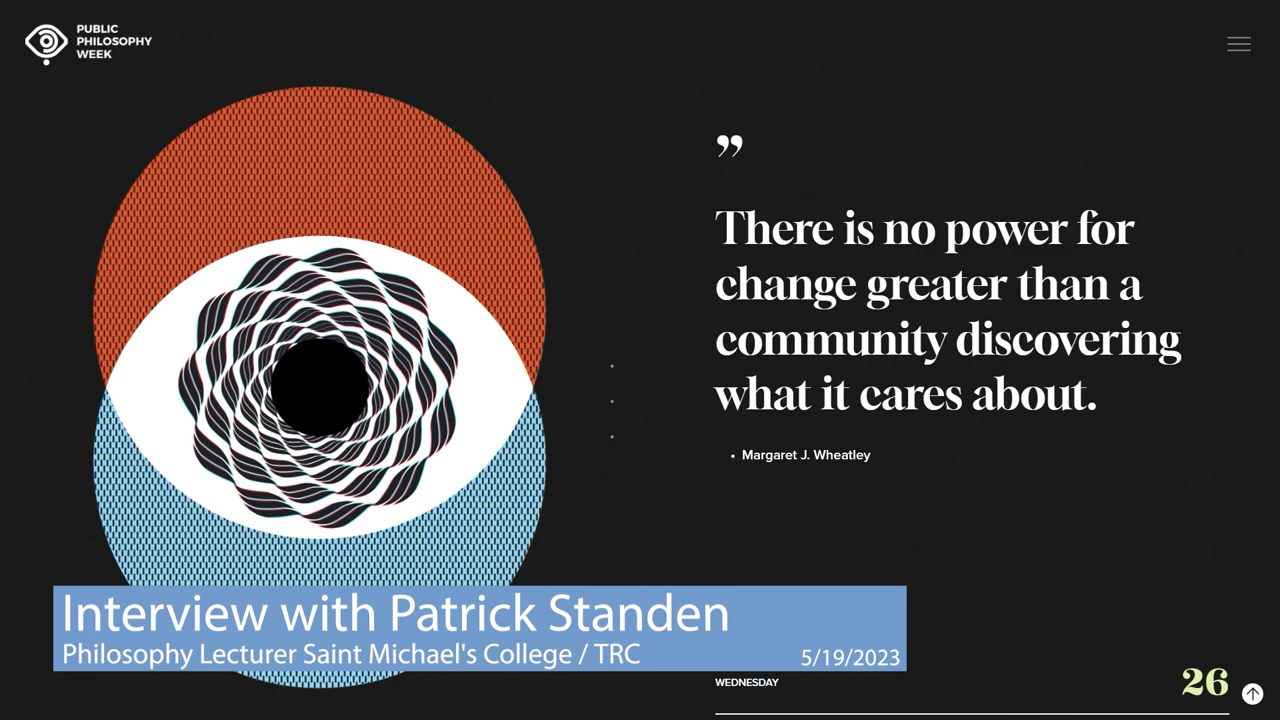 PUBLIC
PHILOSOPHY
WEEK
”
There is no power for
change greater than a
community discovering
what it cares about.
• Margaret J. Wheatley
Interview with Patrick Standen
Philosophy Lecturer Saint Michael's College / TRC
5/19/2023
WEDNESDAY
26